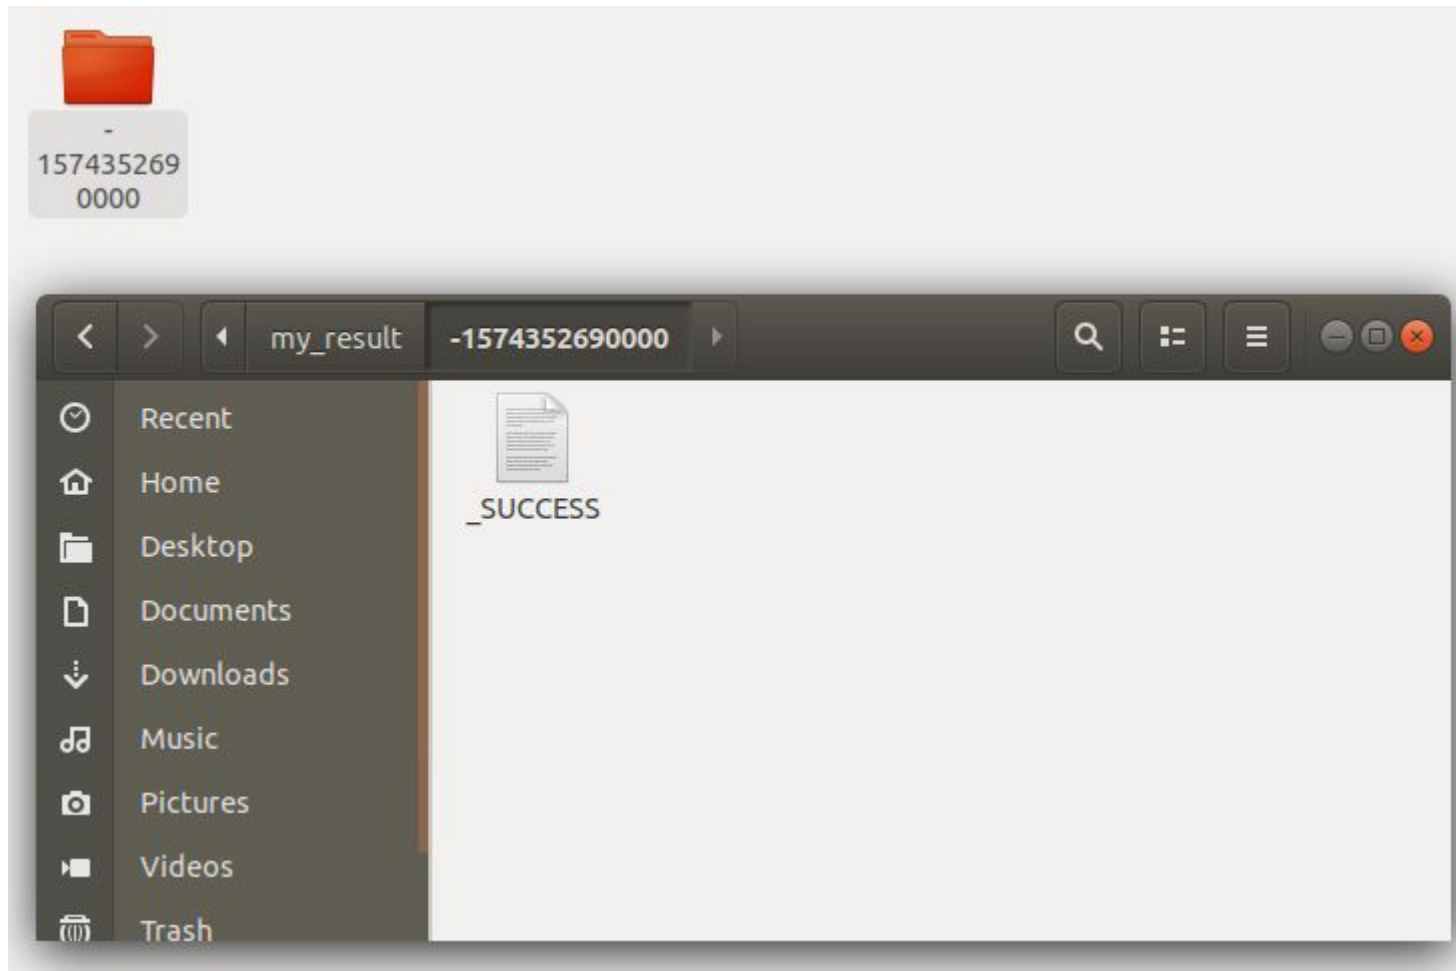 -
157435269
0000
my_result
-1574352690000
Recent
Home
Desktop
Documents
Downloads
Music
Pictures
Videos
Trash
_SUCCESS